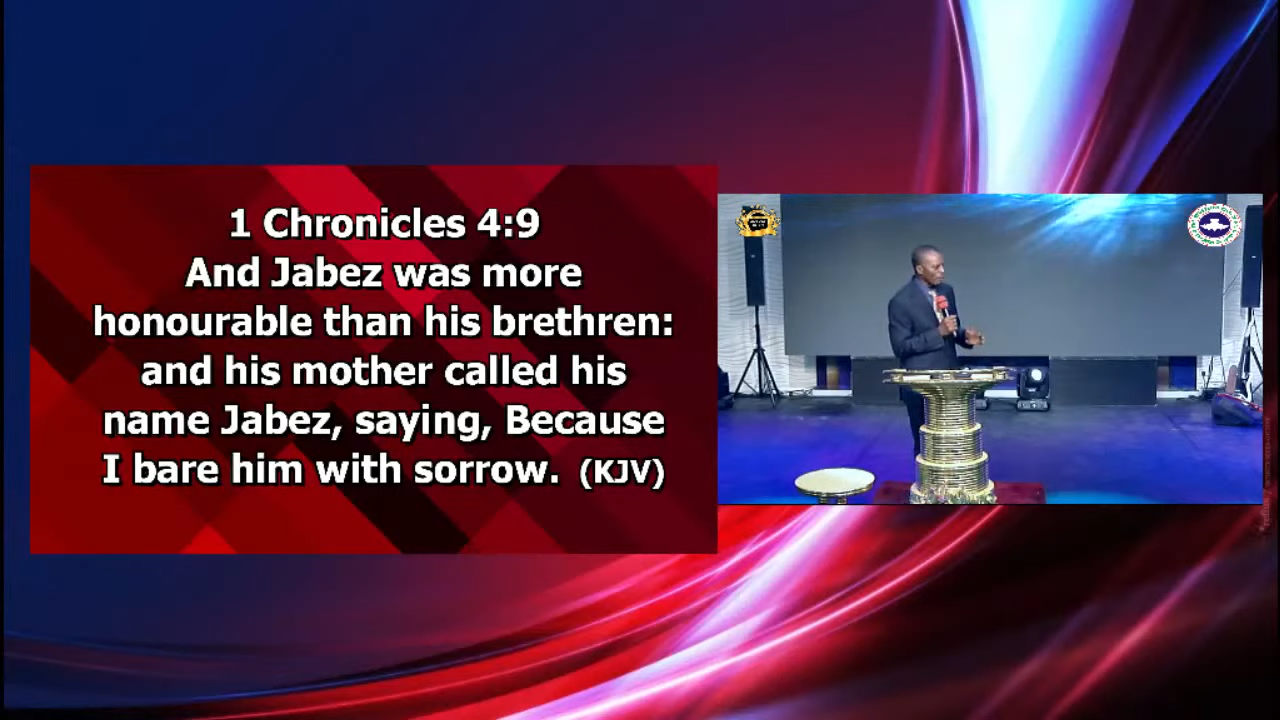 1 Chronicles 4:9
And Jabez was more
honourable than his brethren:
and his mother called his
name Jabez, saying, Because
I bare him with sorrow. (KJV)